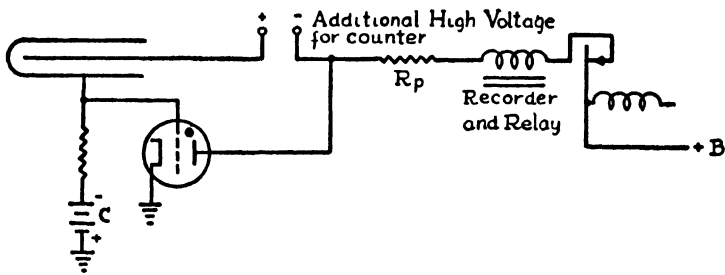 + -
Additional High Voltage
for counter
Rp
Recorder
and Relay
+ B
-
C
+